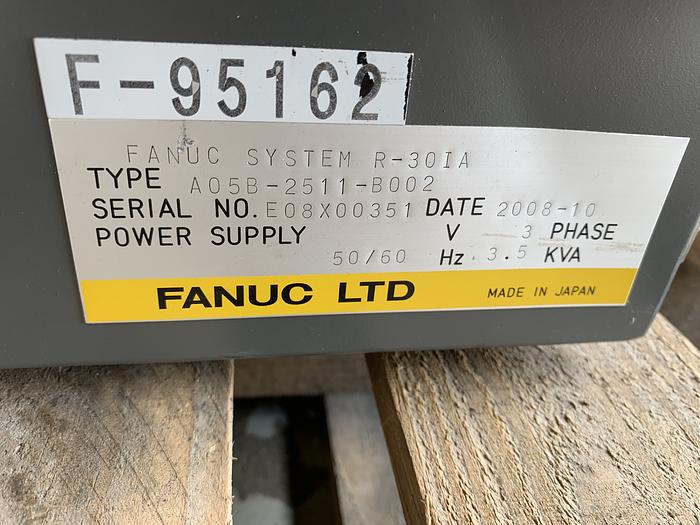 F-95162
FANUC SYSTEM R-30IA
TYPE A05B-2511-B002
SERIAL NO. E08X00351 DATE 2008-10
POWER SUPPLY V 3 PHASE
50/60 Hz 3.5 KVA
FANUC LTD MADE IN JAPAN